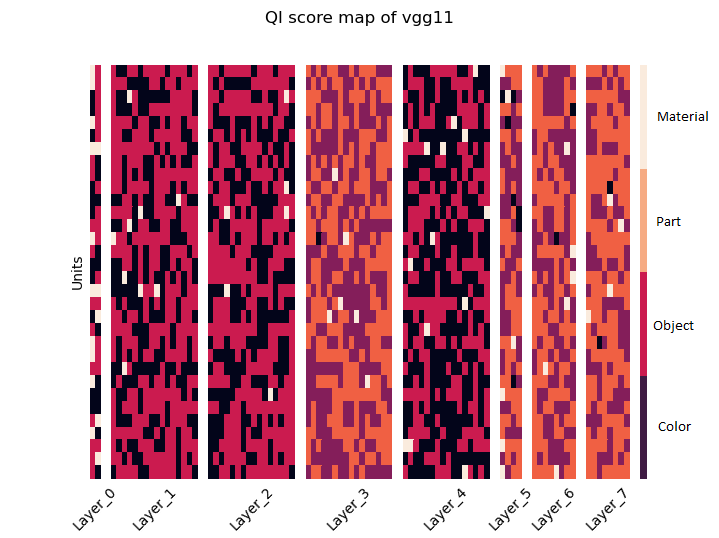 QI score map of vgg11
Material
Part
Object
Color
Units
Layer_0
Layer_1
Layer_2
Layer_3
Layer_4
Layer_5
Layer_6
Layer_7